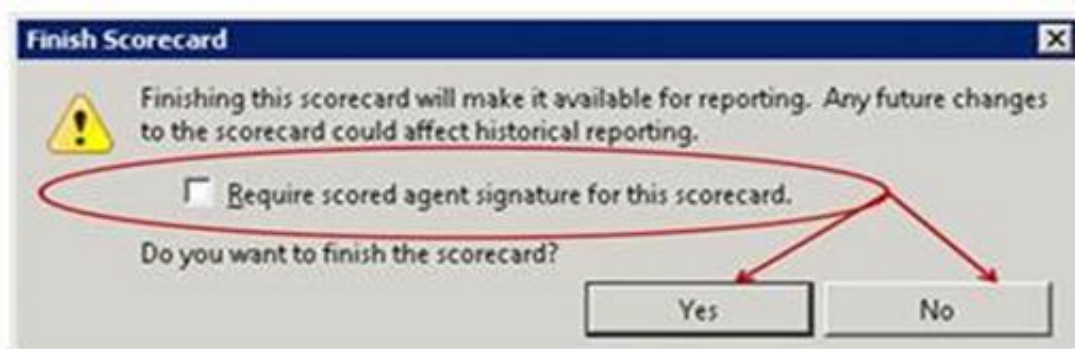 Finish Scorecard
Finishing this scorecard will make it available for reporting. Any future changes
to the scorecard could affect historical reporting.
Require scored agent signature for this scorecard.
Do you want to finish the scorecard?
Yes
No